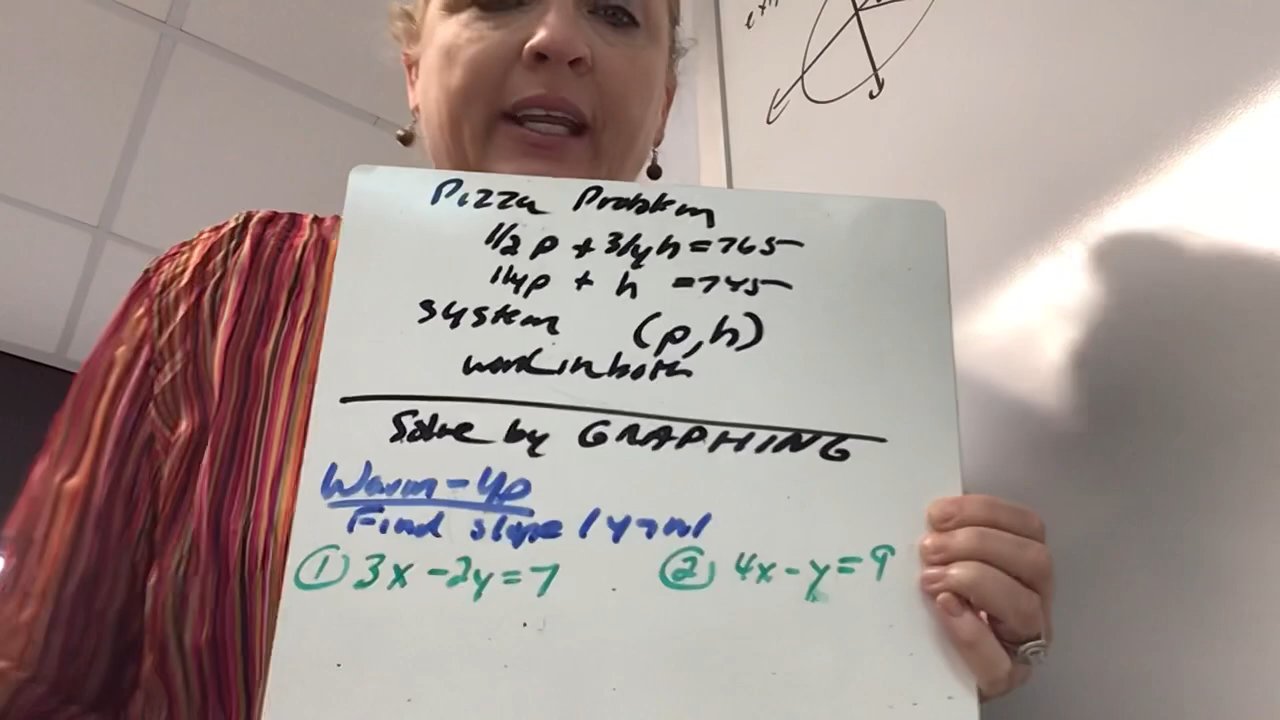 Pizza Problem
1/2 p + 3/4 h = 765
1/4 p + h = 745
system (p, h)
work in both
Solve by GRAPHING
Warm-up
Find slope / y-int
① 3x - 2y = 7 ② 4x - y = 9